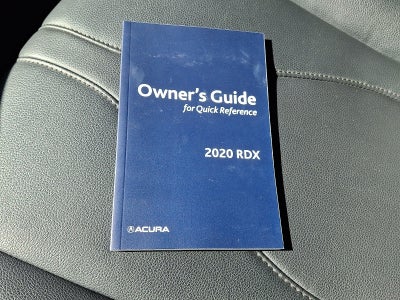 Owner's Guide
for Quick Reference
2020 RDX
ACURA